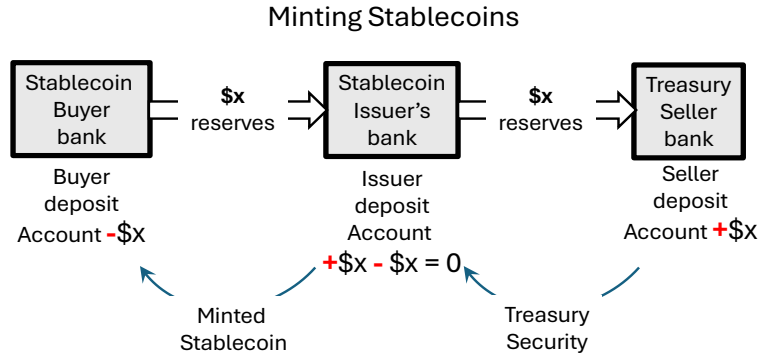 Minting Stablecoins
Stablecoin
Buyer
bank
$x
reserves
Stablecoin
Issuer's
bank
$x
reserves
Treasury
Seller
bank
Buyer
deposit
Account -$x
Issuer
deposit
Account
+$x - $x = 0
Seller
deposit
Account +$x
Minted
Stablecoin
Treasury
Security